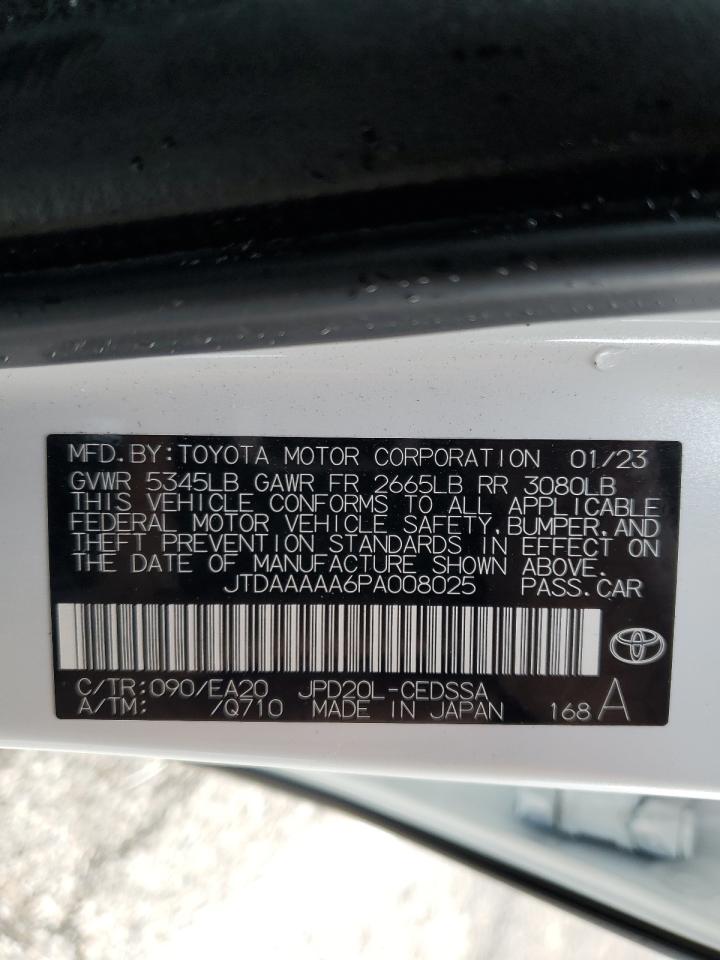 MFD.BY:TOYOTA MOTOR CORPORATION 01/23
GVWR 5345LB GAWR FR 2665LB RR 3080LB
THIS VEHICLE CONFORMS TO ALL APPLICABLE
FEDERAL MOTOR VEHICLE SAFETY,BUMPER,AND
THEFT PREVENTION STANDARDS IN EFFECT ON
THE DATE OF MANUFACTURE SHOWN ABOVE.
JTDAAAAA6PA008025 PASS.CAR
C/TR:090/EA20 JPD20L-CEDSSA
A/TM: /Q710 MADE IN JAPAN 168 A